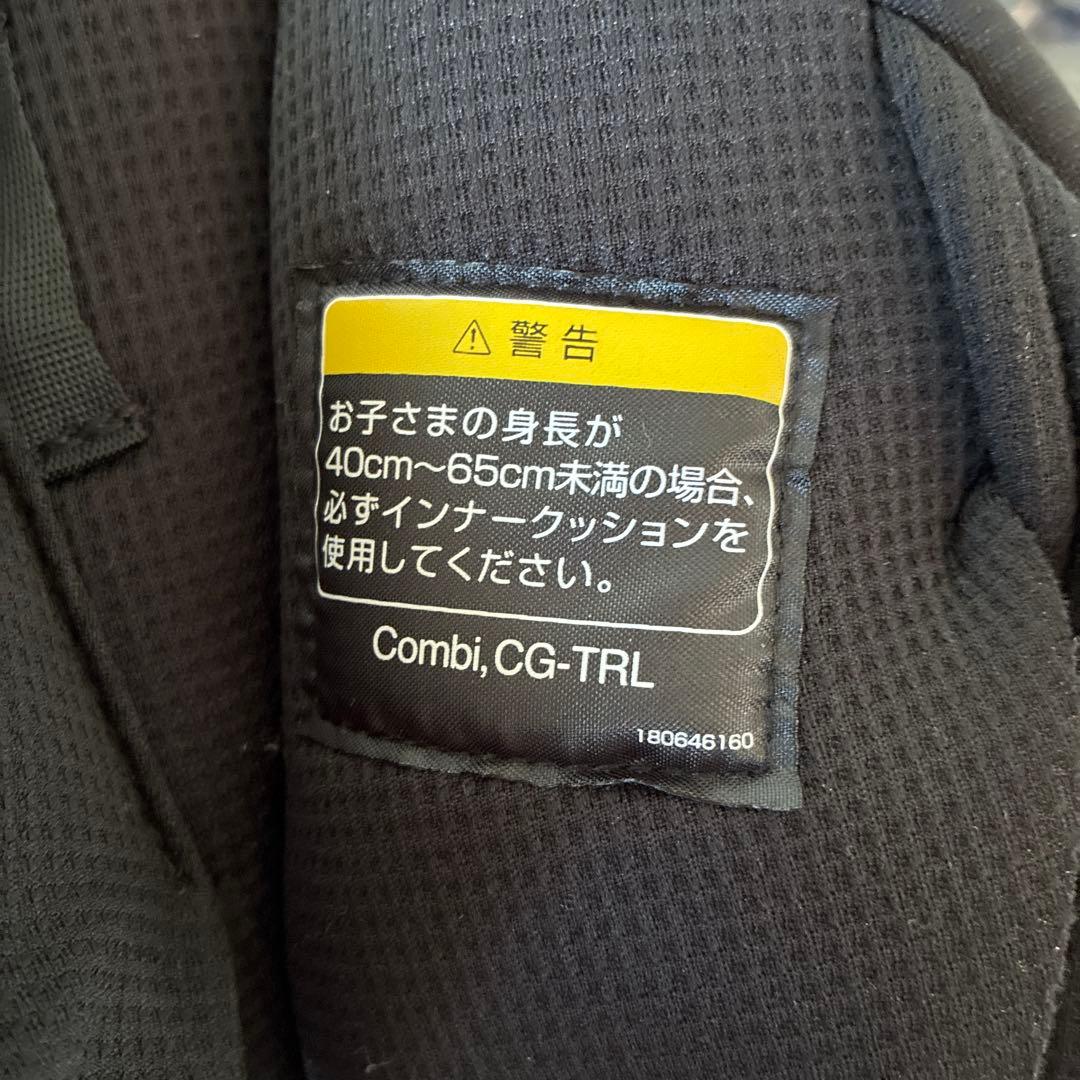 ⚠警告
お子さまの身長が
40cm〜65cm未満の場合、
必ずインナークッションを
使用してください。
Combi, CG-TRL
180646160